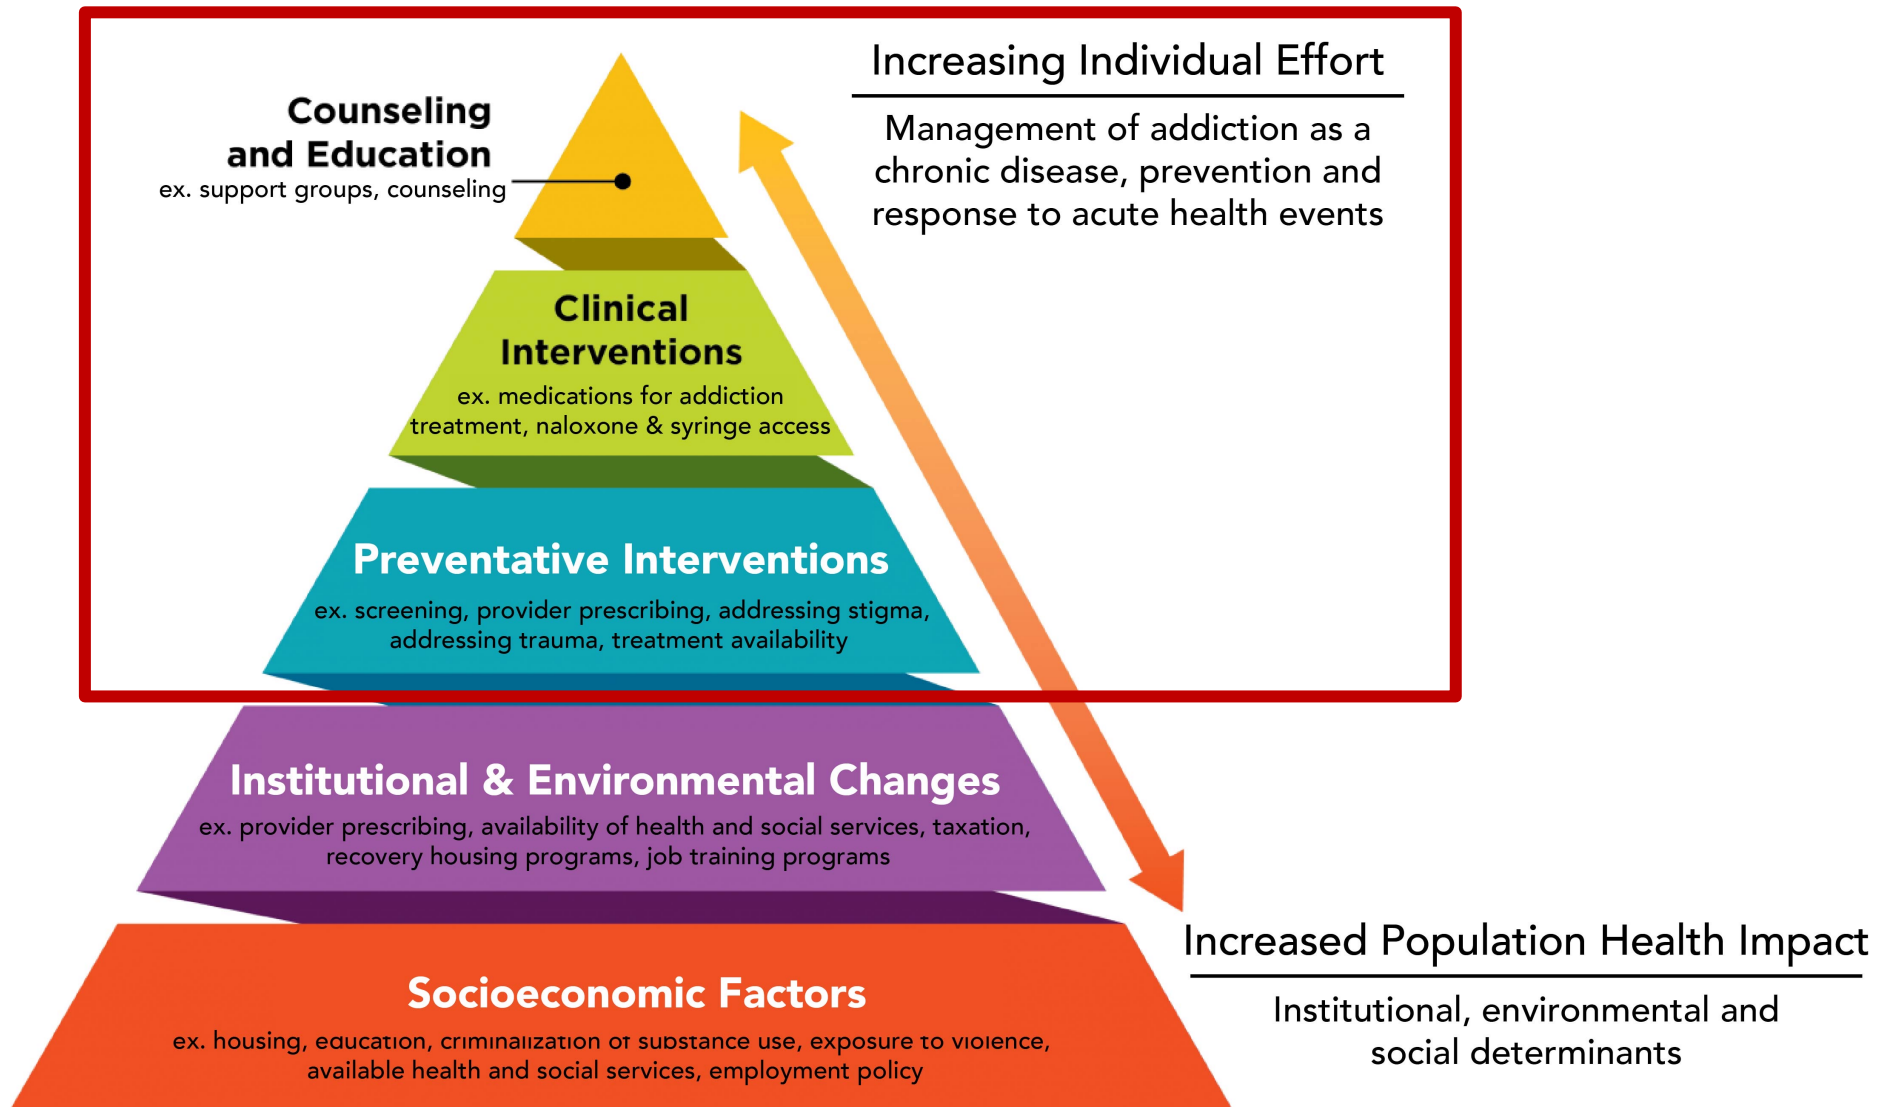 Increasing Individual Effort
Management of addiction as a
chronic disease, prevention and
response to acute health events
Counseling
and Education
ex. support groups, counseling
Clinical
Interventions
ex. medications for addiction
treatment, naloxone & syringe access
Preventative Interventions
ex. screening, provider prescribing, addressing stigma,
addressing trauma, treatment availability
Institutional & Environmental Changes
ex. provider prescribing, availability of health and social services, taxation,
recovery housing programs, job training programs
Socioeconomic Factors
ex. housing, education, criminalization of substance use, exposure to violence,
available health and social services, employment policy
Increased Population Health Impact
Institutional, environmental and
social determinants